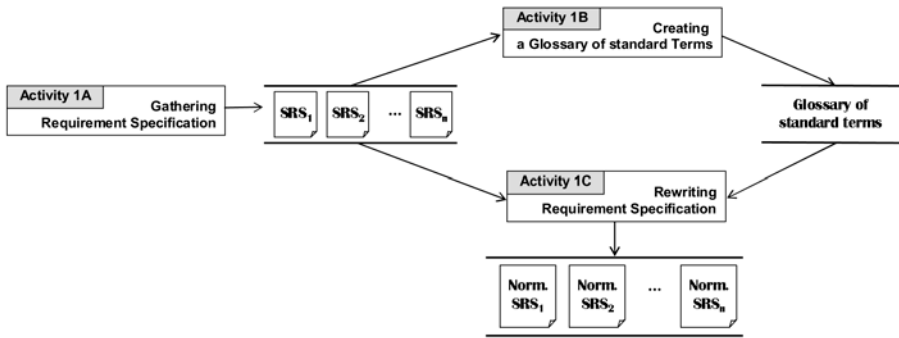 Activity 1B
Creating
a Glossary of standard Terms
Activity 1A
Gathering
Requirement Specification
SRS1 SRS2 ... SRSn
Glossary of
standard terms
Activity 1C
Rewriting
Requirement Specification
Norm. Norm. ... Norm.
SRS1 SRS2 SRSn